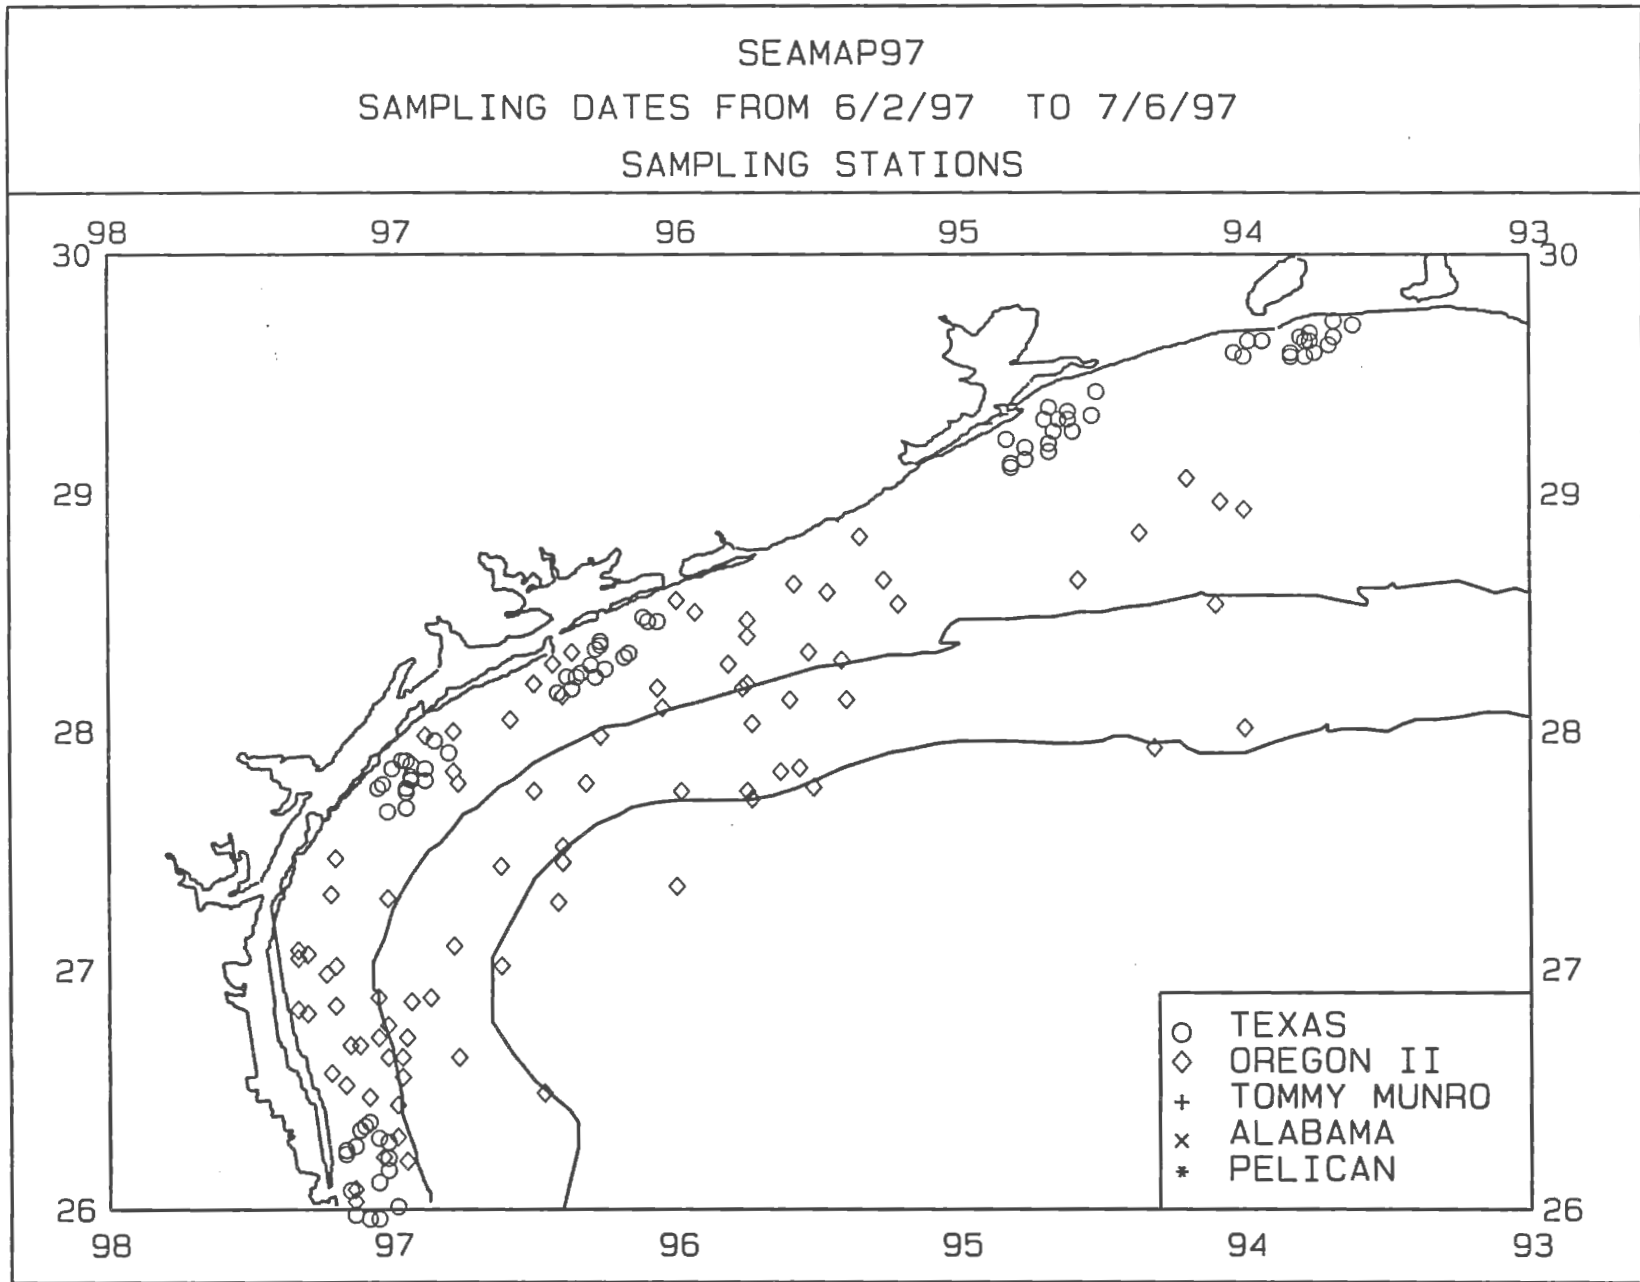 SEAMAP97
SAMPLING DATES FROM 6/2/97 TO 7/6/97
SAMPLING STATIONS
98 97 96 95 94 93
30 30
29 29
28 28
27 27
TEXAS
OREGON II
TOMMY MUNRO
ALABAMA
PELICAN
26 26
98 97 96 95 94 93